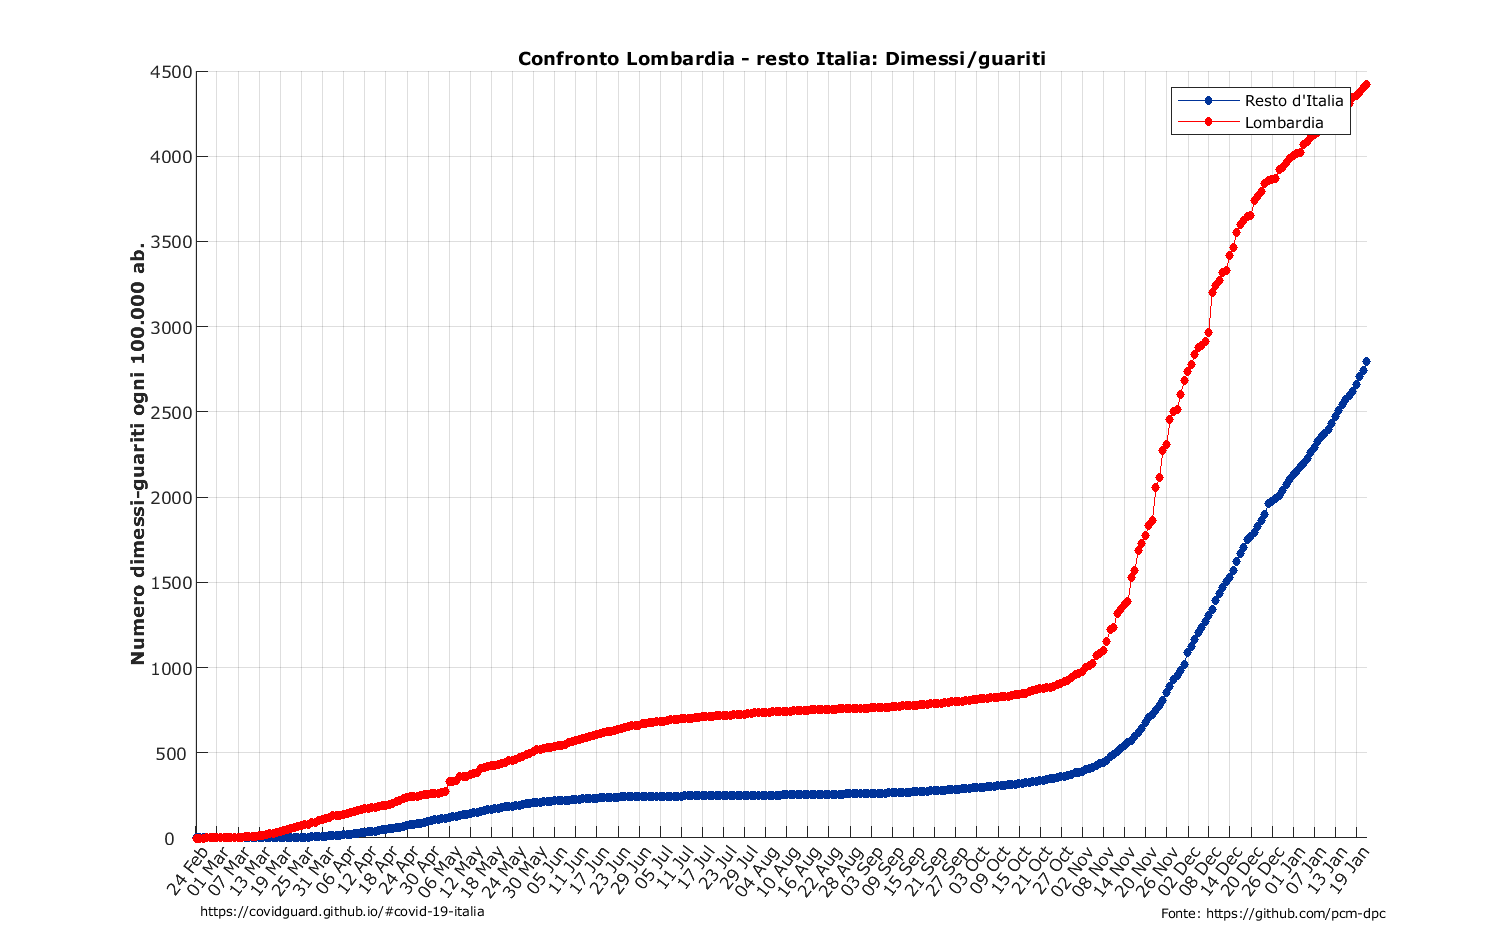 Confronto Lombardia - resto Italia: Dimessi/guariti
Numero dimessi-guariti ogni 100.000 ab.
4500
4000
3500
3000
2500
2000
1500
1000
500
0
Resto d'Italia
Lombardia
24 Feb
01 Mar
07 Mar
13 Mar
19 Mar
25 Mar
31 Mar
06 Apr
12 Apr
18 Apr
24 Apr
30 Apr
06 May
12 May
18 May
24 May
30 May
05 Jun
11 Jun
17 Jun
23 Jun
29 Jun
05 Jul
11 Jul
17 Jul
23 Jul
29 Jul
04 Aug
10 Aug
16 Aug
22 Aug
28 Aug
03 Sep
09 Sep
15 Sep
21 Sep
27 Sep
03 Oct
09 Oct
15 Oct
21 Oct
27 Oct
02 Nov
08 Nov
14 Nov
20 Nov
26 Nov
02 Dec
08 Dec
14 Dec
20 Dec
26 Dec
01 Jan
07 Jan
13 Jan
19 Jan
https://covidguard.github.io/#covid-19-italia
Fonte: https://github.com/pcm-dpc